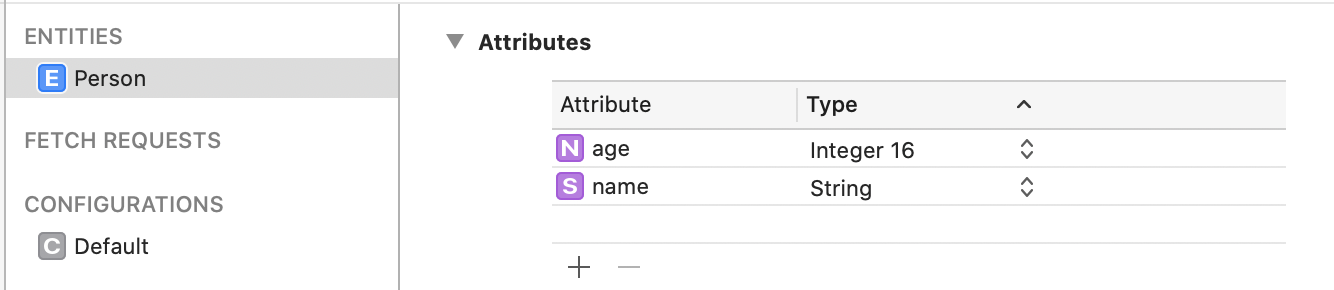 ENTITIES
E Person
FETCH REQUESTS
CONFIGURATIONS
C Default
Attributes
Attribute Type
N age Integer 16
S name String